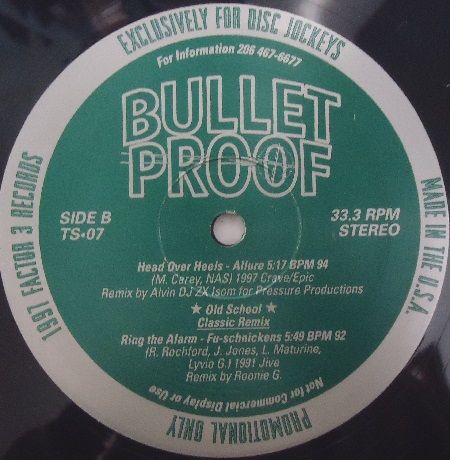 EXCLUSIVELY FOR DISC JOCKEYS
For Information 206 467-6677
BULLET
PROOF
SIDE B
TS-07
33.3 RPM
STEREO
Head Over Heels - Allure 5:17 BPM 94
(M. Carey, NAS) 1997 Crave/Epic
Remix by Alvin DJ ZX Isom for Pressure Productions
★ Old School ★
Classic Remix
Ring the Alarm - Fu-schnickens 5:49 BPM 92
(R. Rochford, J. Jones, L. Maturine,
Lyvio G.) 1991 Jive
Remix by Roonie G.
Not for Commercial Display or Use
PROMOTIONAL ONLY
1997 FACTOR 3 RECORDS
MADE IN THE U.S.A.